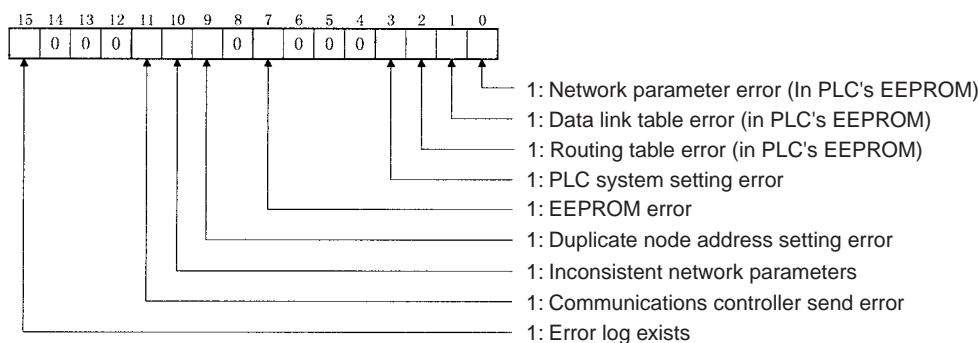 15 14 13 12 11 10 9 8 7 6 5 4 3 2 1 0
0 0 0 0 0 0 0
1: Network parameter error (In PLC's EEPROM)
1: Data link table error (in PLC's EEPROM)
1: Routing table error (in PLC's EEPROM)
1: PLC system setting error
1: EEPROM error
1: Duplicate node address setting error
1: Inconsistent network parameters
1: Communications controller send error
1: Error log exists